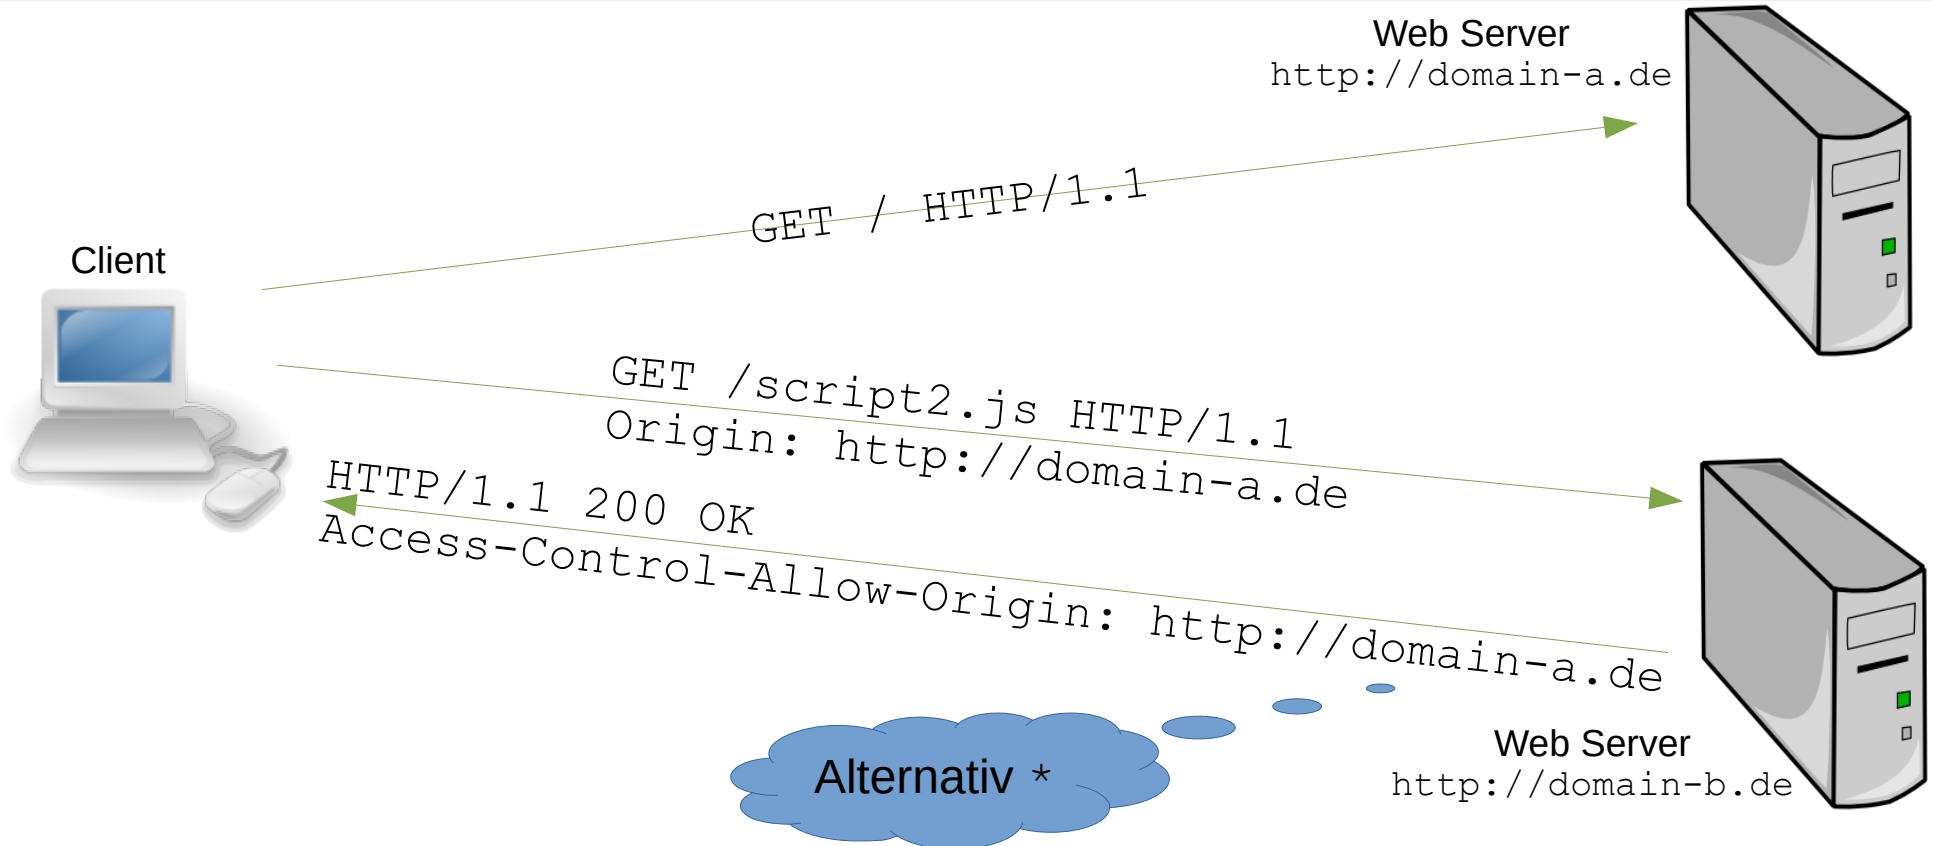 Web Server
http://domain-a.de
GET / HTTP/1.1
Client
GET /script2.js HTTP/1.1
Origin: http://domain-a.de
HTTP/1.1 200 OK
Access-Control-Allow-Origin: http://domain-a.de
Alternativ *
Web Server
http://domain-b.de